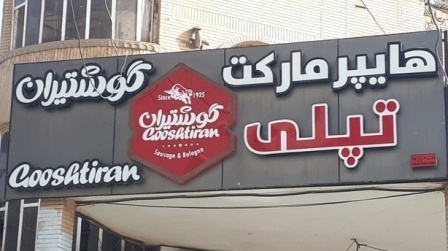 هایپر مارکت
تپلی
گوشتیران
Gooshtiran
Since 1925
گوشتیران
Gooshtiran
Sausage & Bologna